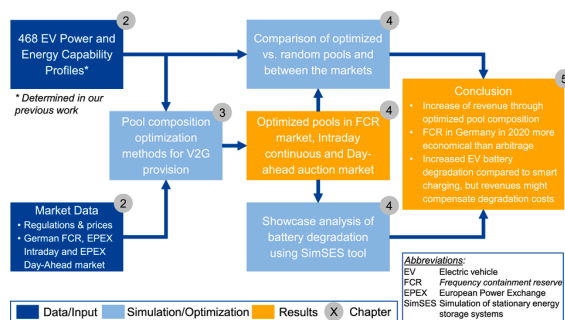 2
468 EV Power and
Energy Capability
Profiles*
* Determined in our
previous work
4
Comparison of optimized
vs. random pools and
between the markets
3
Pool composition
optimization
methods for V2G
provision
4
Optimized pools in FCR
market, Intraday
continuous and Day-
ahead auction market
5
Conclusion
• Increase of revenue through
optimized pool composition
• FCR in Germany in 2020 more
economical than arbitrage
• Increased EV battery
degradation compared to smart
charging, but revenues might
compensate degradation costs
2
Market Data
• Regulations & prices
• German FCR, EPEX
Intraday and EPEX
Day-Ahead market
4
Showcase analysis of
battery degradation
using SimSES tool
Abbreviations:
EV Electric vehicle
FCR Frequency containment reserve
EPEX European Power Exchange
SimSES Simulation of stationary energy
storage systems
Data/Input Simulation/Optimization Results X Chapter